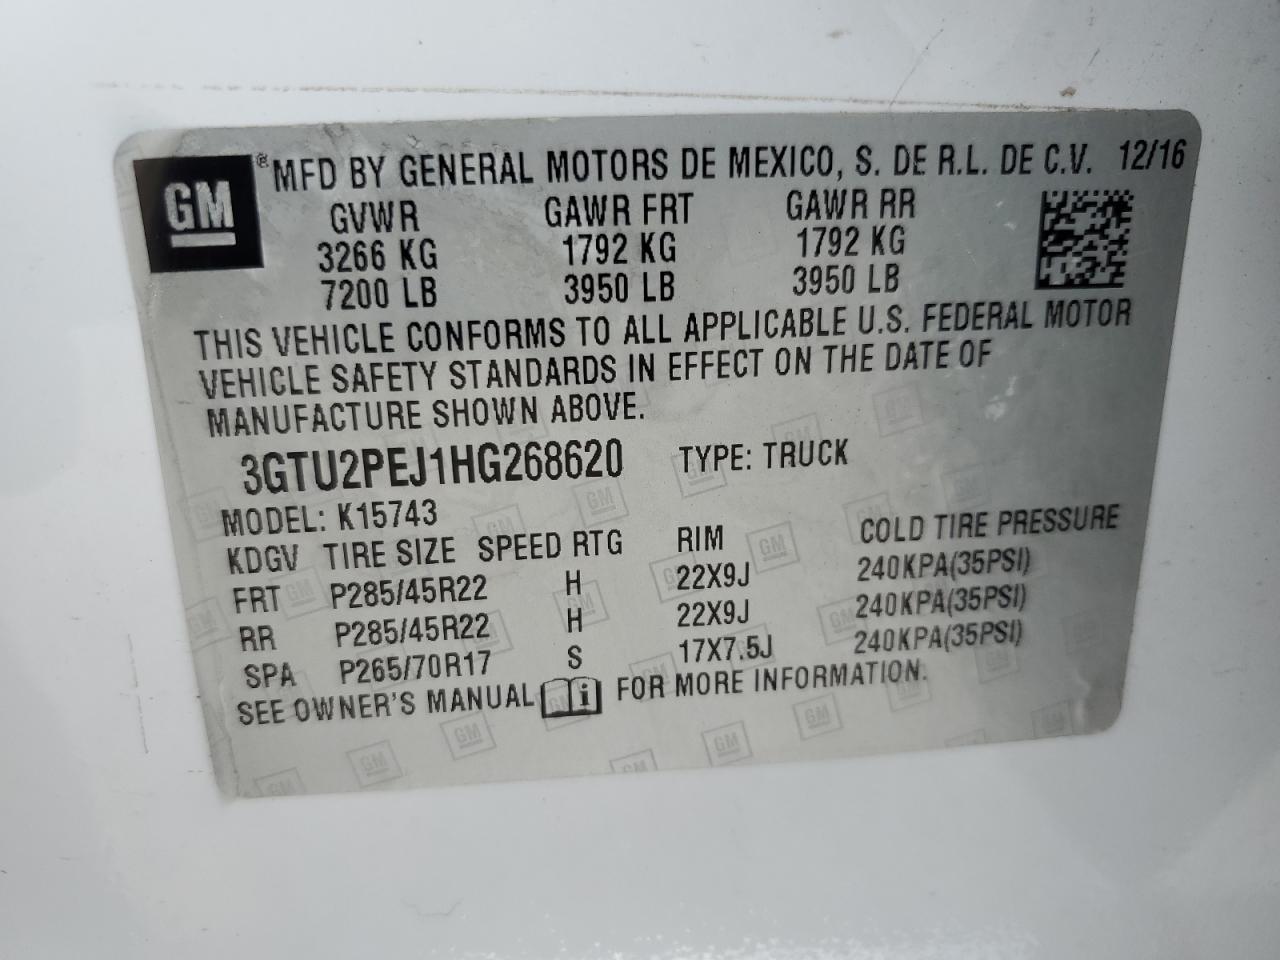 GM
® MFD BY GENERAL MOTORS DE MEXICO, S. DE R.L. DE C.V. 12/16
GVWR GAWR FRT GAWR RR
3266 KG 1792 KG 1792 KG
7200 LB 3950 LB 3950 LB
THIS VEHICLE CONFORMS TO ALL APPLICABLE U.S. FEDERAL MOTOR
VEHICLE SAFETY STANDARDS IN EFFECT ON THE DATE OF
MANUFACTURE SHOWN ABOVE.
3GTU2PEJ1HG268620 TYPE: TRUCK
MODEL: K15743
KDGV TIRE SIZE SPEED RTG RIM COLD TIRE PRESSURE
FRT P285/45R22 H 22X9J 240KPA(35PSI)
RR P285/45R22 H 22X9J 240KPA(35PSI)
SPA P265/70R17 S 17X7.5J 240KPA(35PSI)
SEE OWNER'S MANUAL i FOR MORE INFORMATION.